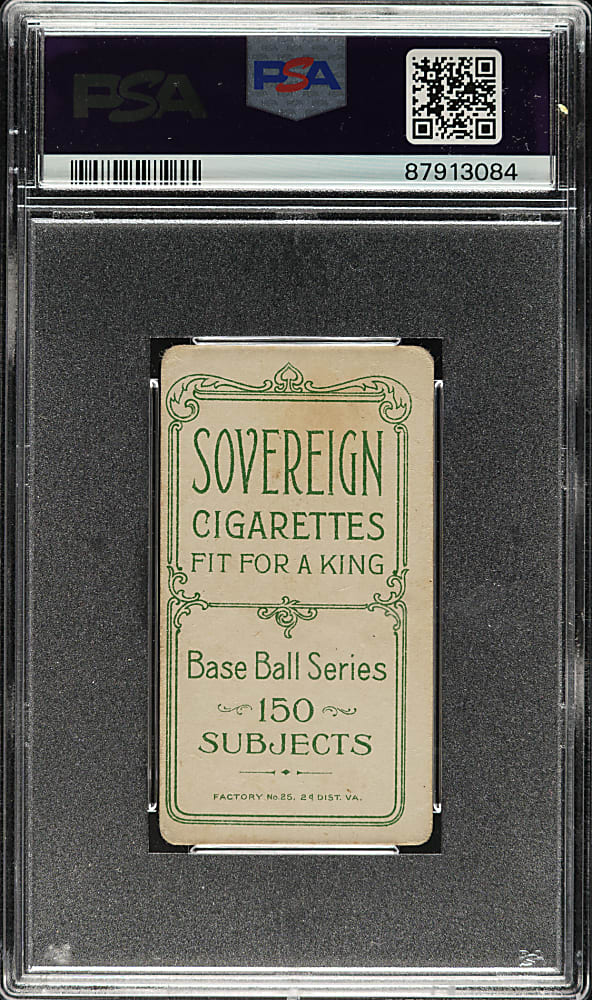 PSA
PSA
87913084
SOVEREIGN
CIGARETTES
FIT FOR A KING
Base Ball Series
150
SUBJECTS
FACTORY No. 25, 2d DIST. VA.